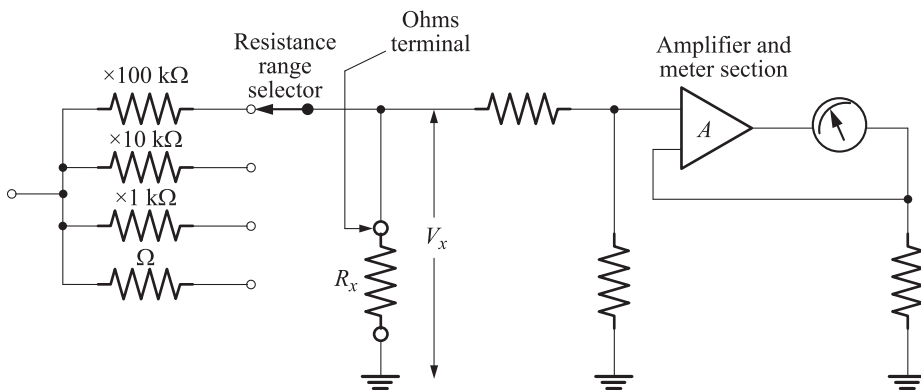 Ohms
terminal
Resistance
range
selector
Amplifier and
meter section
×100 kΩ
×10 kΩ
×1 kΩ
Ω
A
V_x
R_x